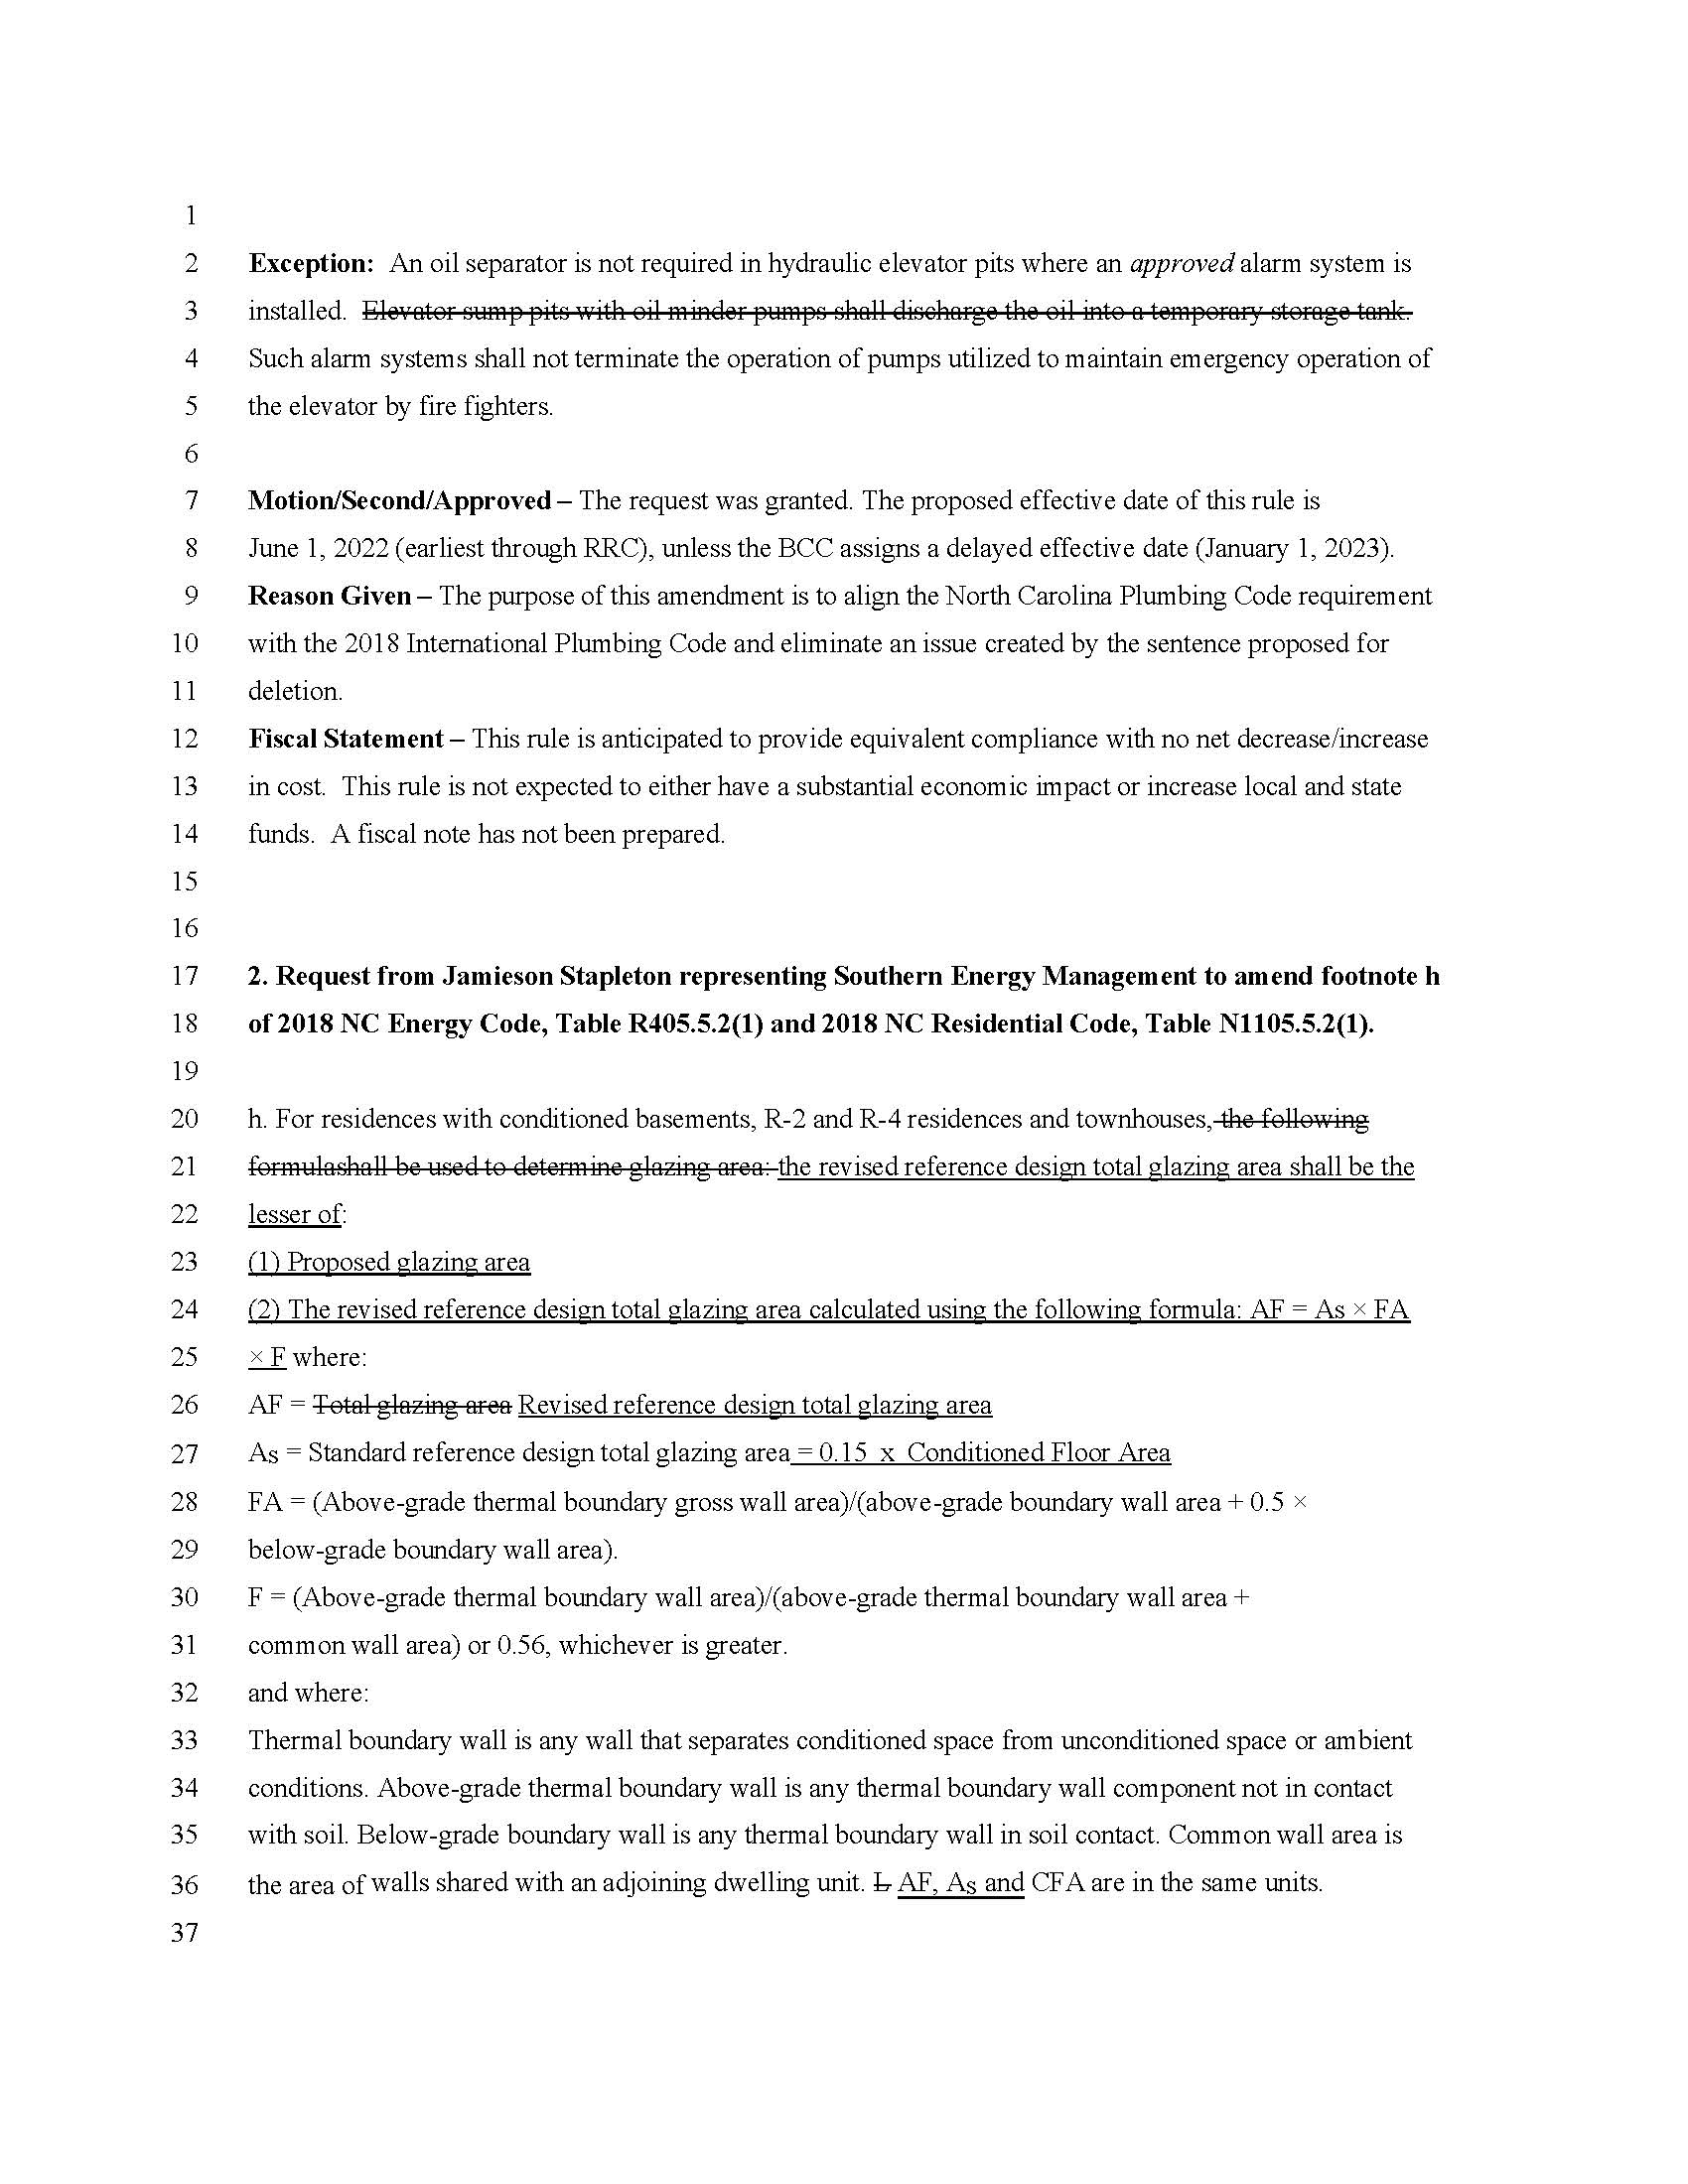 1
2 Exception: An oil separator is not required in hydraulic elevator pits where an approved alarm system is
3 installed. Elevator sump pits with oil minder pumps shall discharge the oil into a temporary storage tank.
4 Such alarm systems shall not terminate the operation of pumps utilized to maintain emergency operation of
5 the elevator by fire fighters.
6
7 Motion/Second/Approved – The request was granted. The proposed effective date of this rule is
8 June 1, 2022 (earliest through RRC), unless the BCC assigns a delayed effective date (January 1, 2023).
9 Reason Given – The purpose of this amendment is to align the North Carolina Plumbing Code requirement
10 with the 2018 International Plumbing Code and eliminate an issue created by the sentence proposed for
11 deletion.
12 Fiscal Statement – This rule is anticipated to provide equivalent compliance with no net decrease/increase
13 in cost. This rule is not expected to either have a substantial economic impact or increase local and state
14 funds. A fiscal note has not been prepared.
15
16
17 2. Request from Jamieson Stapleton representing Southern Energy Management to amend footnote h
18 of 2018 NC Energy Code, Table R405.5.2(1) and 2018 NC Residential Code, Table N1105.5.2(1).
19
20 h. For residences with conditioned basements, R-2 and R-4 residences and townhouses, the following
21 formulashall be used to determine glazing area: the revised reference design total glazing area shall be the
22 lesser of:
23 (1) Proposed glazing area
24 (2) The revised reference design total glazing area calculated using the following formula: AF = As × FA
25 × F where:
26 AF = Total glazing area Revised reference design total glazing area
27 As = Standard reference design total glazing area = 0.15 x Conditioned Floor Area
28 FA = (Above-grade thermal boundary gross wall area)/(above-grade boundary wall area + 0.5 ×
29 below-grade boundary wall area).
30 F = (Above-grade thermal boundary wall area)/(above-grade thermal boundary wall area +
31 common wall area) or 0.56, whichever is greater.
32 and where:
33 Thermal boundary wall is any wall that separates conditioned space from unconditioned space or ambient
34 conditions. Above-grade thermal boundary wall is any thermal boundary wall component not in contact
35 with soil. Below-grade boundary wall is any thermal boundary wall in soil contact. Common wall area is
36 the area of walls shared with an adjoining dwelling unit. L AF, As and CFA are in the same units.
37